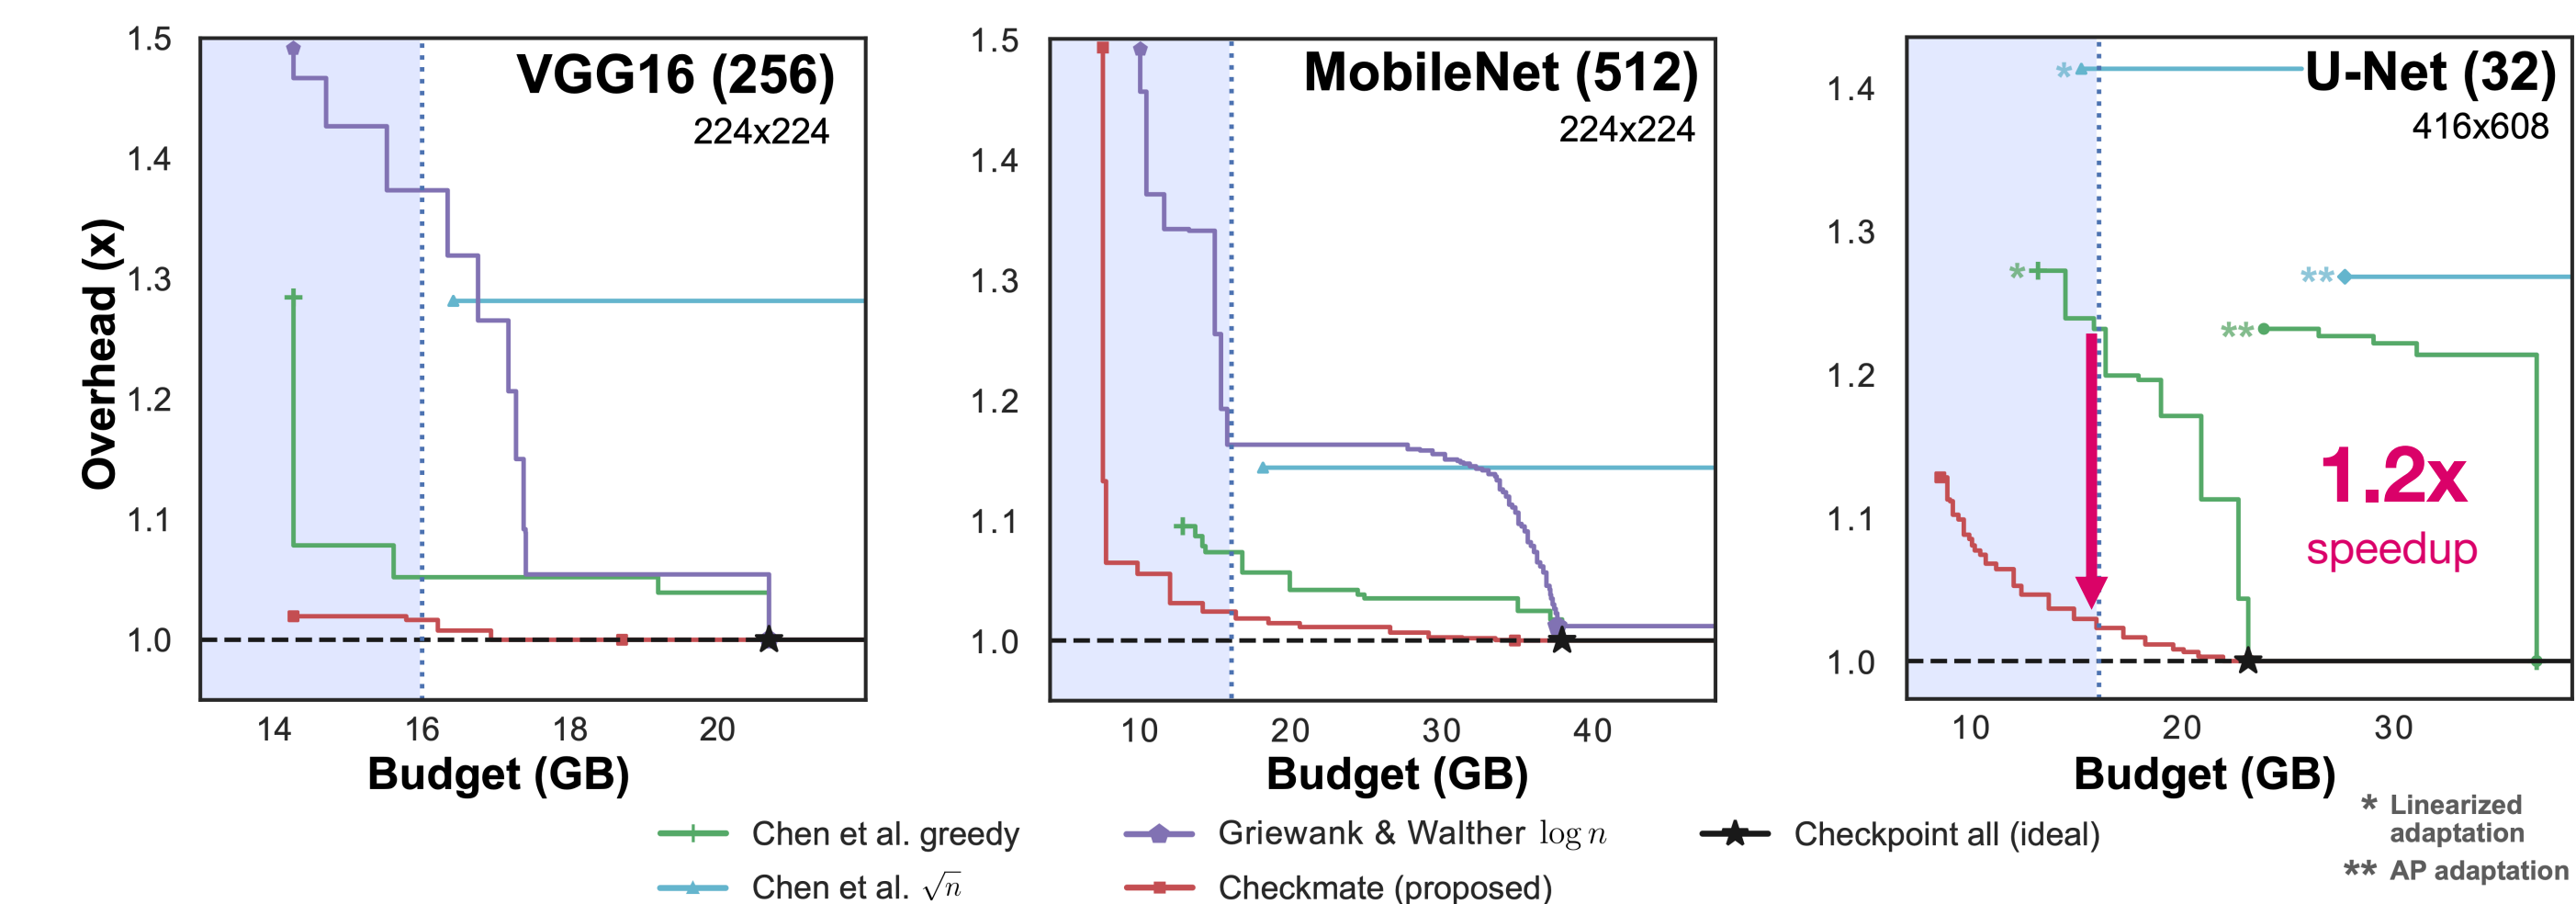 Overhead (x)
1.5
1.4
1.3
1.2
1.1
1.0
VGG16 (256)
224x224
14 16 18 20
Budget (GB)
1.5
1.4
1.3
1.2
1.1
1.0
MobileNet (512)
224x224
10 20 30 40
Budget (GB)
1.4
1.3
1.2
1.1
1.0
*
U-Net (32)
416x608
*
**
**
1.2x
speedup
10 20 30
Budget (GB)
Chen et al. greedy
Chen et al. √n
Griewank & Walther log n
Checkmate (proposed)
Checkpoint all (ideal)
* Linearized
adaptation
** AP adaptation